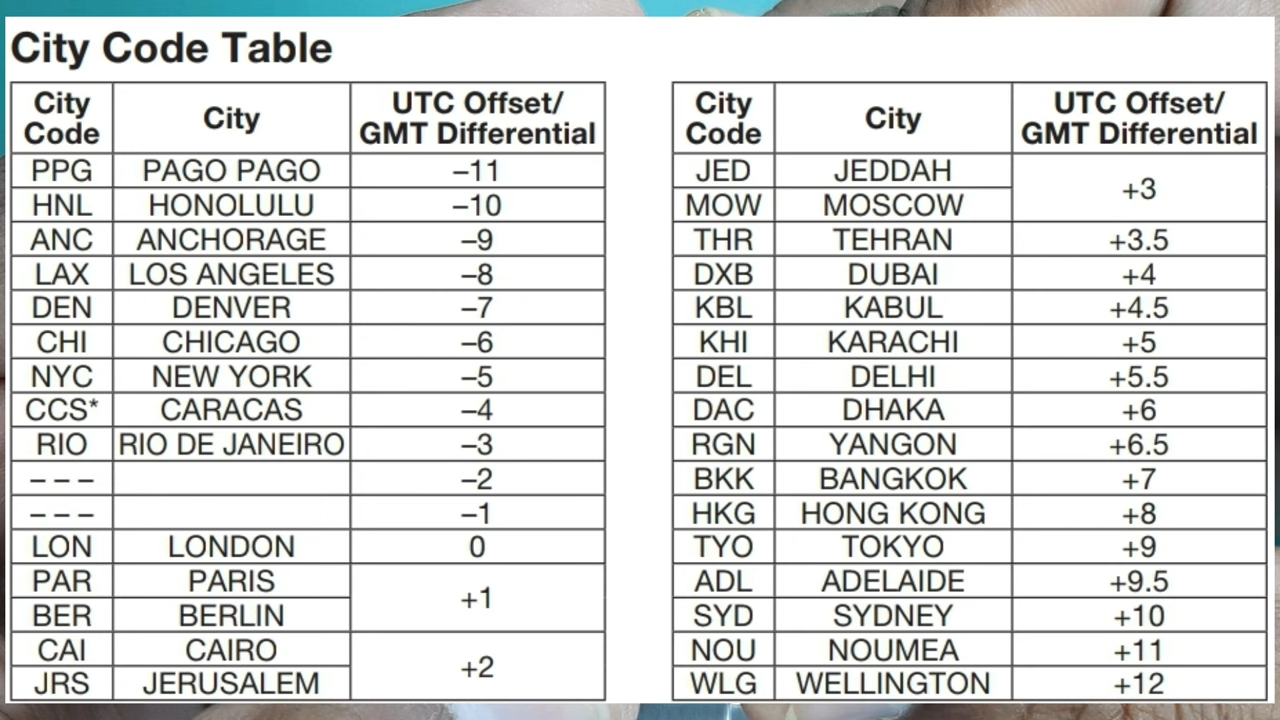 City Code Table
City Code City UTC Offset/ GMT Differential
PPG PAGO PAGO –11
HNL HONOLULU –10
ANC ANCHORAGE –9
LAX LOS ANGELES –8
DEN DENVER –7
CHI CHICAGO –6
NYC NEW YORK –5
CCS* CARACAS –4
RIO RIO DE JANEIRO –3
– – – –2
– – – –1
LON LONDON 0
PAR PARIS +1
BER BERLIN
CAI CAIRO +2
JRS JERUSALEM
City Code City UTC Offset/ GMT Differential
JED JEDDAH +3
MOW MOSCOW
THR TEHRAN +3.5
DXB DUBAI +4
KBL KABUL +4.5
KHI KARACHI +5
DEL DELHI +5.5
DAC DHAKA +6
RGN YANGON +6.5
BKK BANGKOK +7
HKG HONG KONG +8
TYO TOKYO +9
ADL ADELAIDE +9.5
SYD SYDNEY +10
NOU NOUMEA +11
WLG WELLINGTON +12